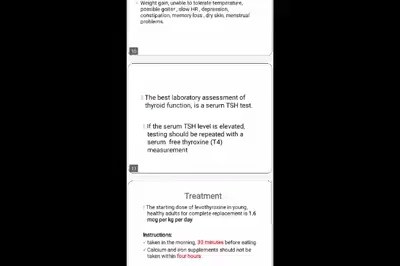 Weight gain, unable to tolerate temperature,
possible goiter, slow HR, depression,
constipation, memory loss, dry skin, menstrual
problems.
10
The best laboratory assessment of
thyroid function, is a serum TSH test.
If the serum TSH level is elevated,
testing should be repeated with a
serum free thyroxine (T4)
measurement
11
Treatment
The starting dose of levothyroxine in young,
healthy adults for complete replacement is 1.6
mcg per kg per day
Instructions:
✓ taken in the morning, 30 minutes before eating
✓ Calcium and iron supplements should not be
taken within four hours